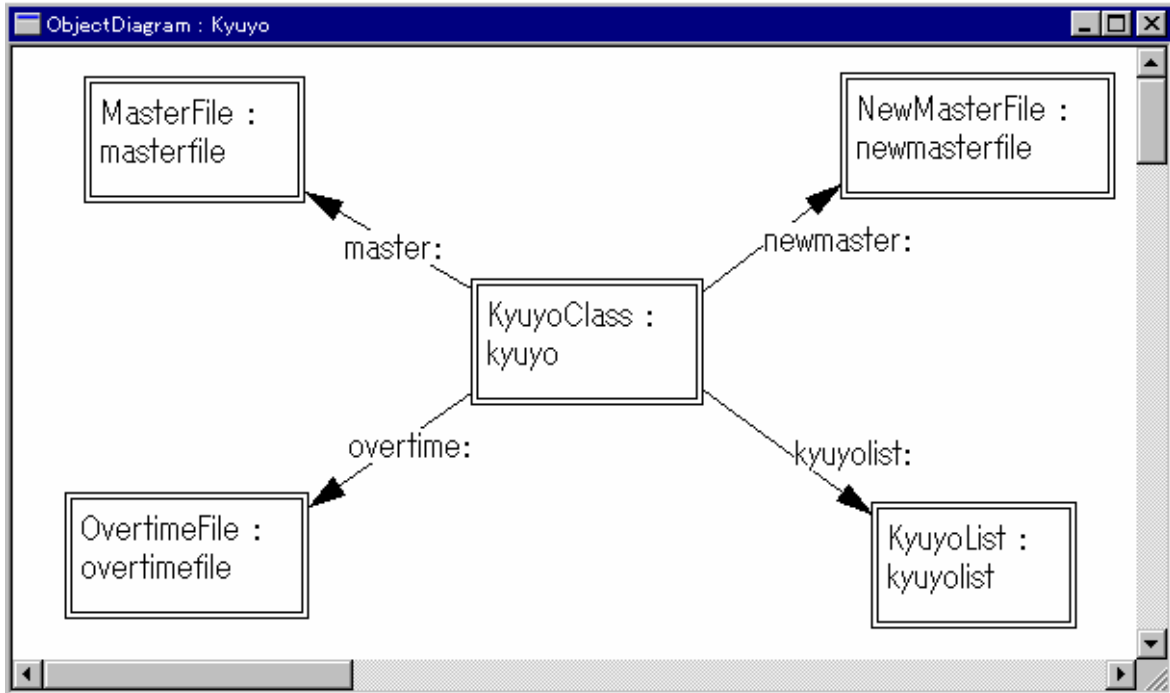 ObjectDiagram : Kyuyo
MasterFile :
masterfile
NewMasterFile :
newmasterfile
master:
newmaster:
KyuyoClass :
kyuyo
overtime:
kyuyolist:
OvertimeFile :
overtimefile
KyuyoList :
kyuyolist